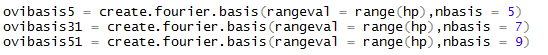 ovibasis5 = create.fourier.basis(rangeval = range(hp),nbasis = 5)
ovibasis31 = create.fourier.basis(rangeval = range(hp),nbasis = 7)
ovibasis51 = create.fourier.basis(rangeval = range(hp),nbasis = 9)